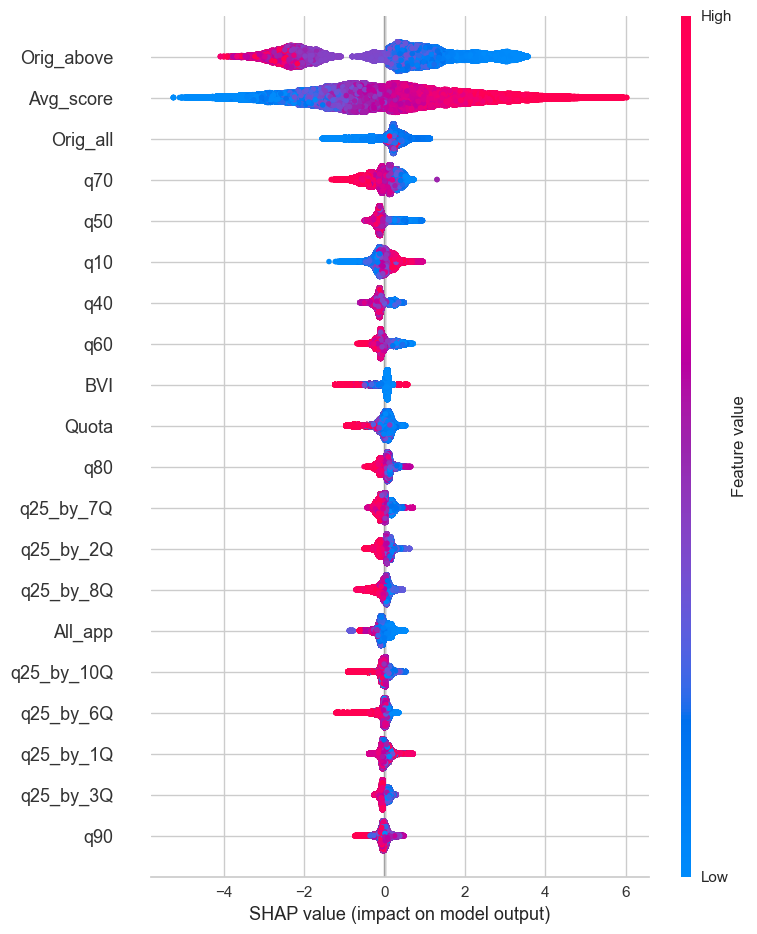 High
Orig_above
Avg_score
Orig_all
q70
q50
q10
q40
q60
BVI
Quota
q80
q25_by_7Q
q25_by_2Q
q25_by_8Q
All_app
q25_by_10Q
q25_by_6Q
q25_by_1Q
q25_by_3Q
q90
Feature value
Low
−4 −2 0 2 4 6
SHAP value (impact on model output)